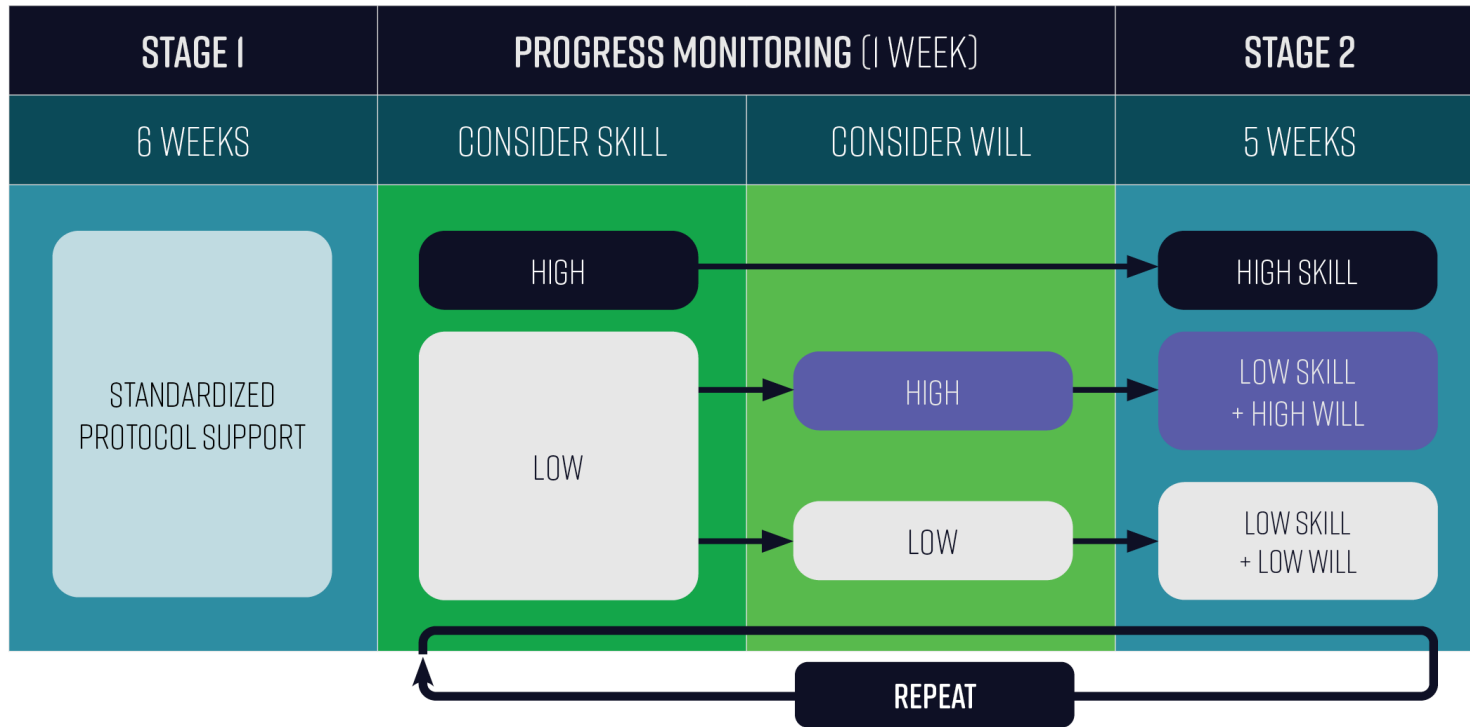 STAGE 1
PROGRESS MONITORING (1 WEEK)
STAGE 2
6 WEEKS
CONSIDER SKILL
CONSIDER WILL
5 WEEKS
STANDARDIZED
PROTOCOL SUPPORT
HIGH
LOW
HIGH
LOW
HIGH SKILL
LOW SKILL
+ HIGH WILL
LOW SKILL
+ LOW WILL
REPEAT